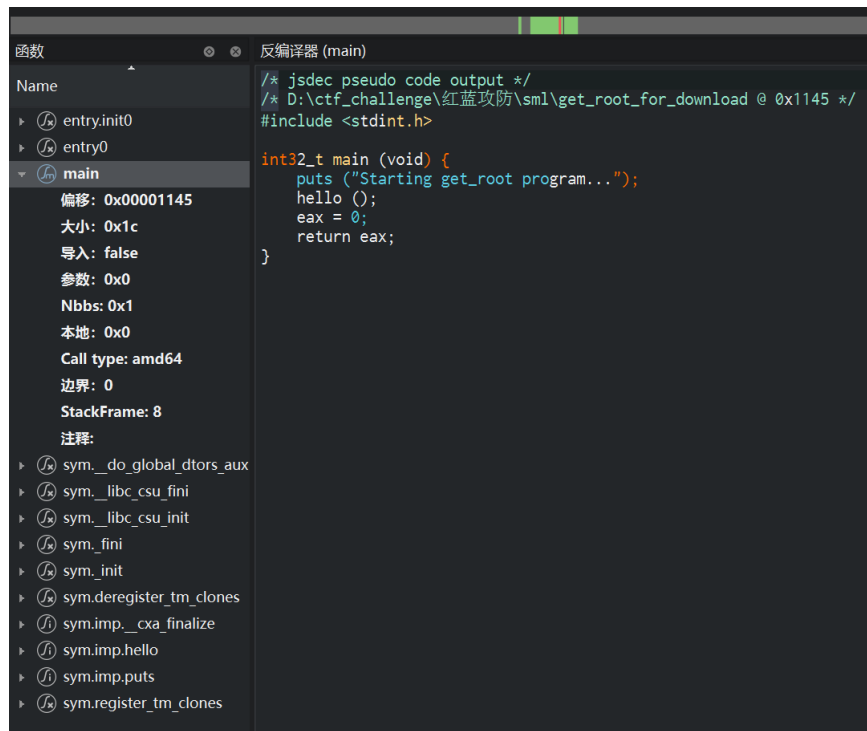 函数
Name
entry.init0
entry0
main
偏移: 0x00001145
大小: 0x1c
导入: false
参数: 0x0
Nbbs: 0x1
本地: 0x0
Call type: amd64
边界: 0
StackFrame: 8
注释:
sym.__do_global_dtors_aux
sym.__libc_csu_fini
sym.__libc_csu_init
sym._fini
sym._init
sym.deregister_tm_clones
sym.imp.__cxa_finalize
sym.imp.hello
sym.imp.puts
sym.register_tm_clones
反编译器 (main)
/* jsdec pseudo code output */
/* D:\ctf_challenge\红蓝攻防\sml\get_root_for_download @ 0x1145 */
#include <stdint.h>
int32_t main (void) {
puts ("Starting get_root program...");
hello ();
eax = 0;
return eax;
}